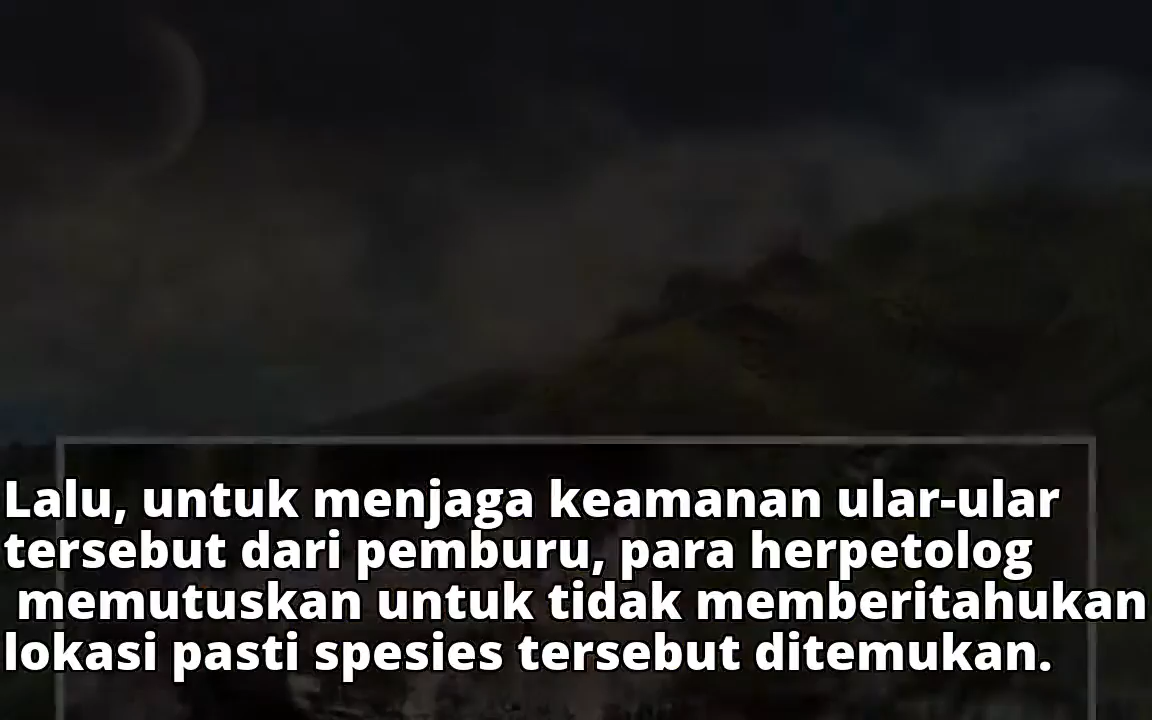 Lalu, untuk menjaga keamanan ular-ular
tersebut dari pemburu, para herpetolog
memutuskan untuk tidak memberitahukan
lokasi pasti spesies tersebut ditemukan.